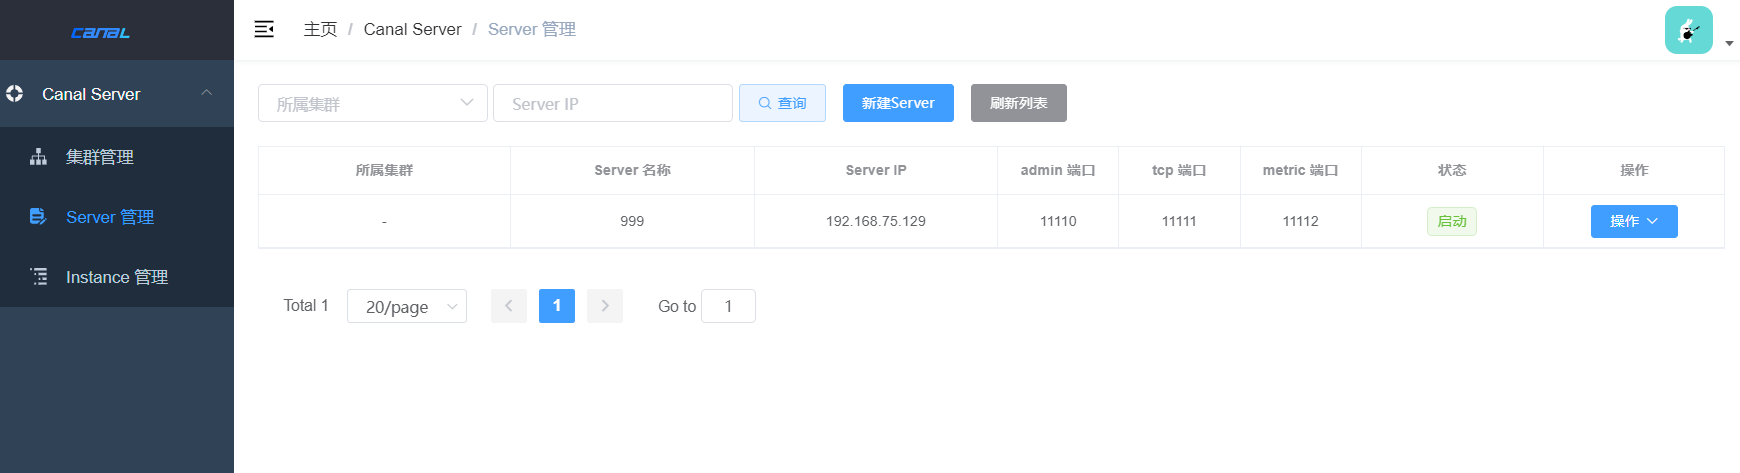 canal
主页 / Canal Server / Server 管理
Canal Server
集群管理
Server 管理
Instance 管理
所属集群 Server IP 查询 新建Server 刷新列表
所属集群 Server 名称 Server IP admin 端口 tcp 端口 metric 端口 状态 操作
- 999 192.168.75.129 11110 11111 11112 启动 操作
Total 1 20/page 1 Go to 1